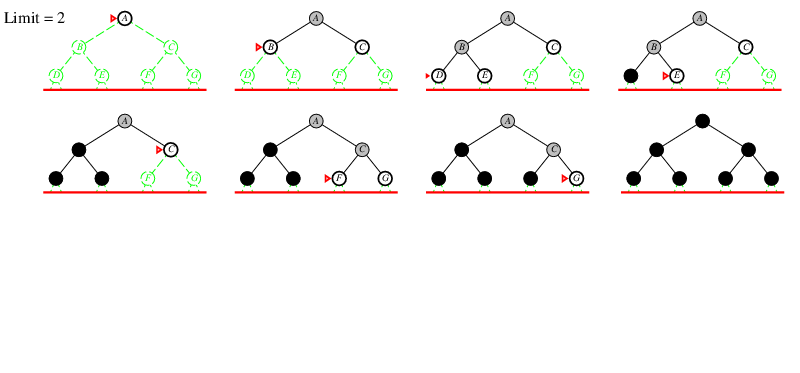 Limit = 2
A A A A
B C B C B C B C
D E F G D E F G D E F G E F G
A A A
C C C
F G F G G